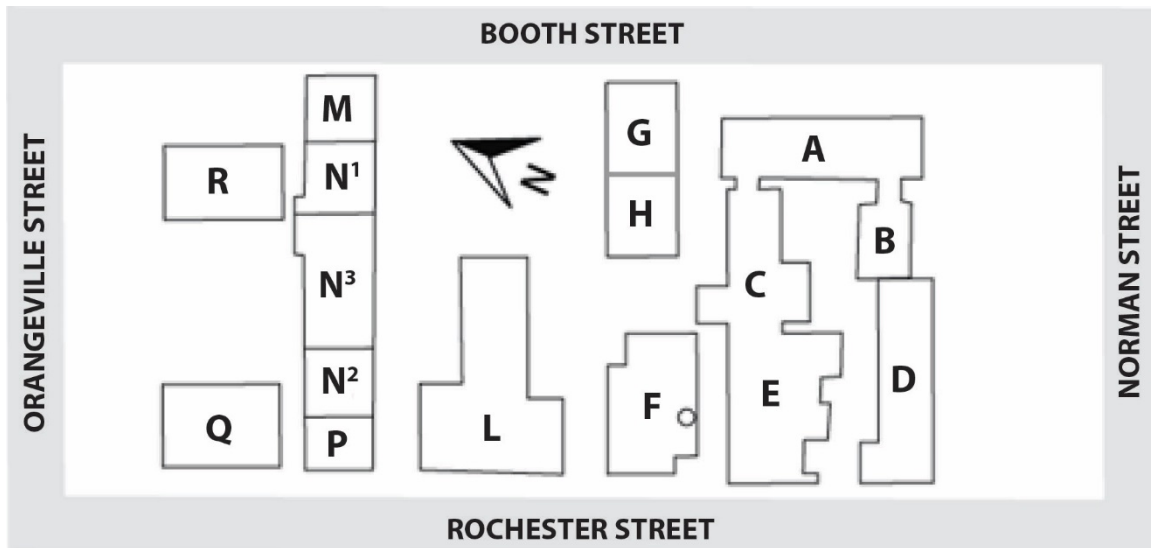 BOOTH STREET
ORANGEVILLE STREET
M
G
A
R
N¹
N
H
B
N³
C
NORMAN STREET
N²
Q
P
L
F
E
D
ROCHESTER STREET